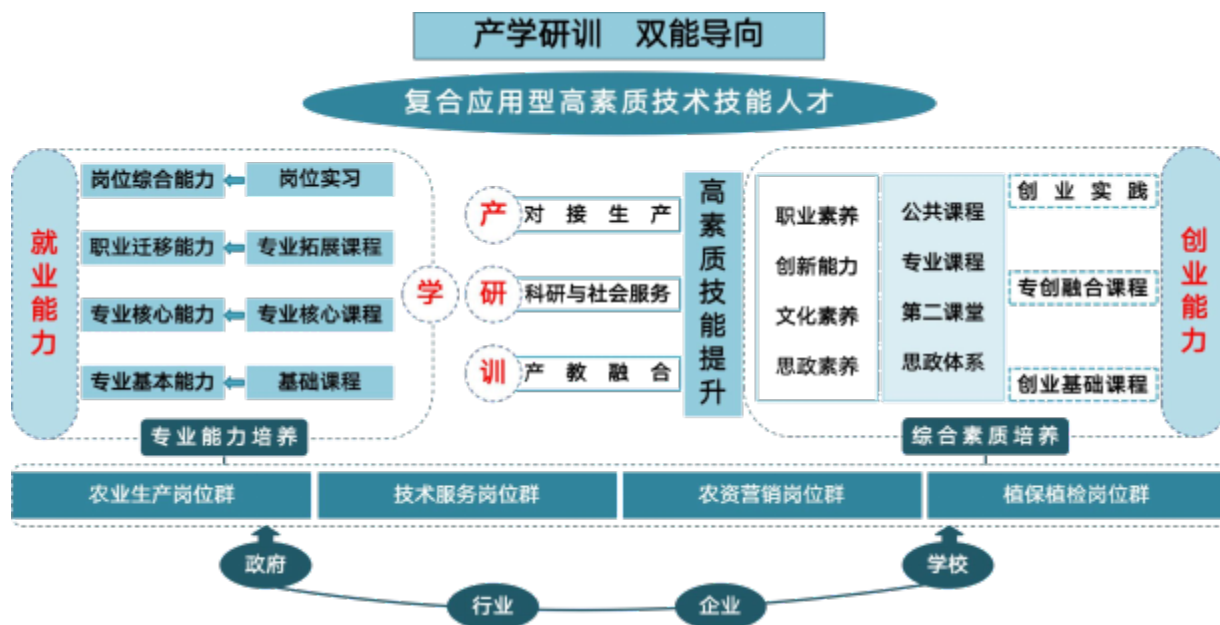 产学研训 双能导向
复合应用型高素质技术技能人才
就业能力
岗位综合能力
岗位实习
职业迁移能力
专业拓展课程
专业核心能力
专业核心课程
专业基本能力
基础课程
学
产
对接生产
研
科研与社会服务
训
产教融合
高素质技能提升
职业素养
创新能力
文化素养
思政素养
公共课程
专业课程
第二课堂
思政体系
创业实践
专创融合课程
创业基础课程
创业能力
专业能力培养
综合素质培养
农业生产岗位群
技术服务岗位群
农资营销岗位群
植保植检岗位群
政府
学校
行业
企业